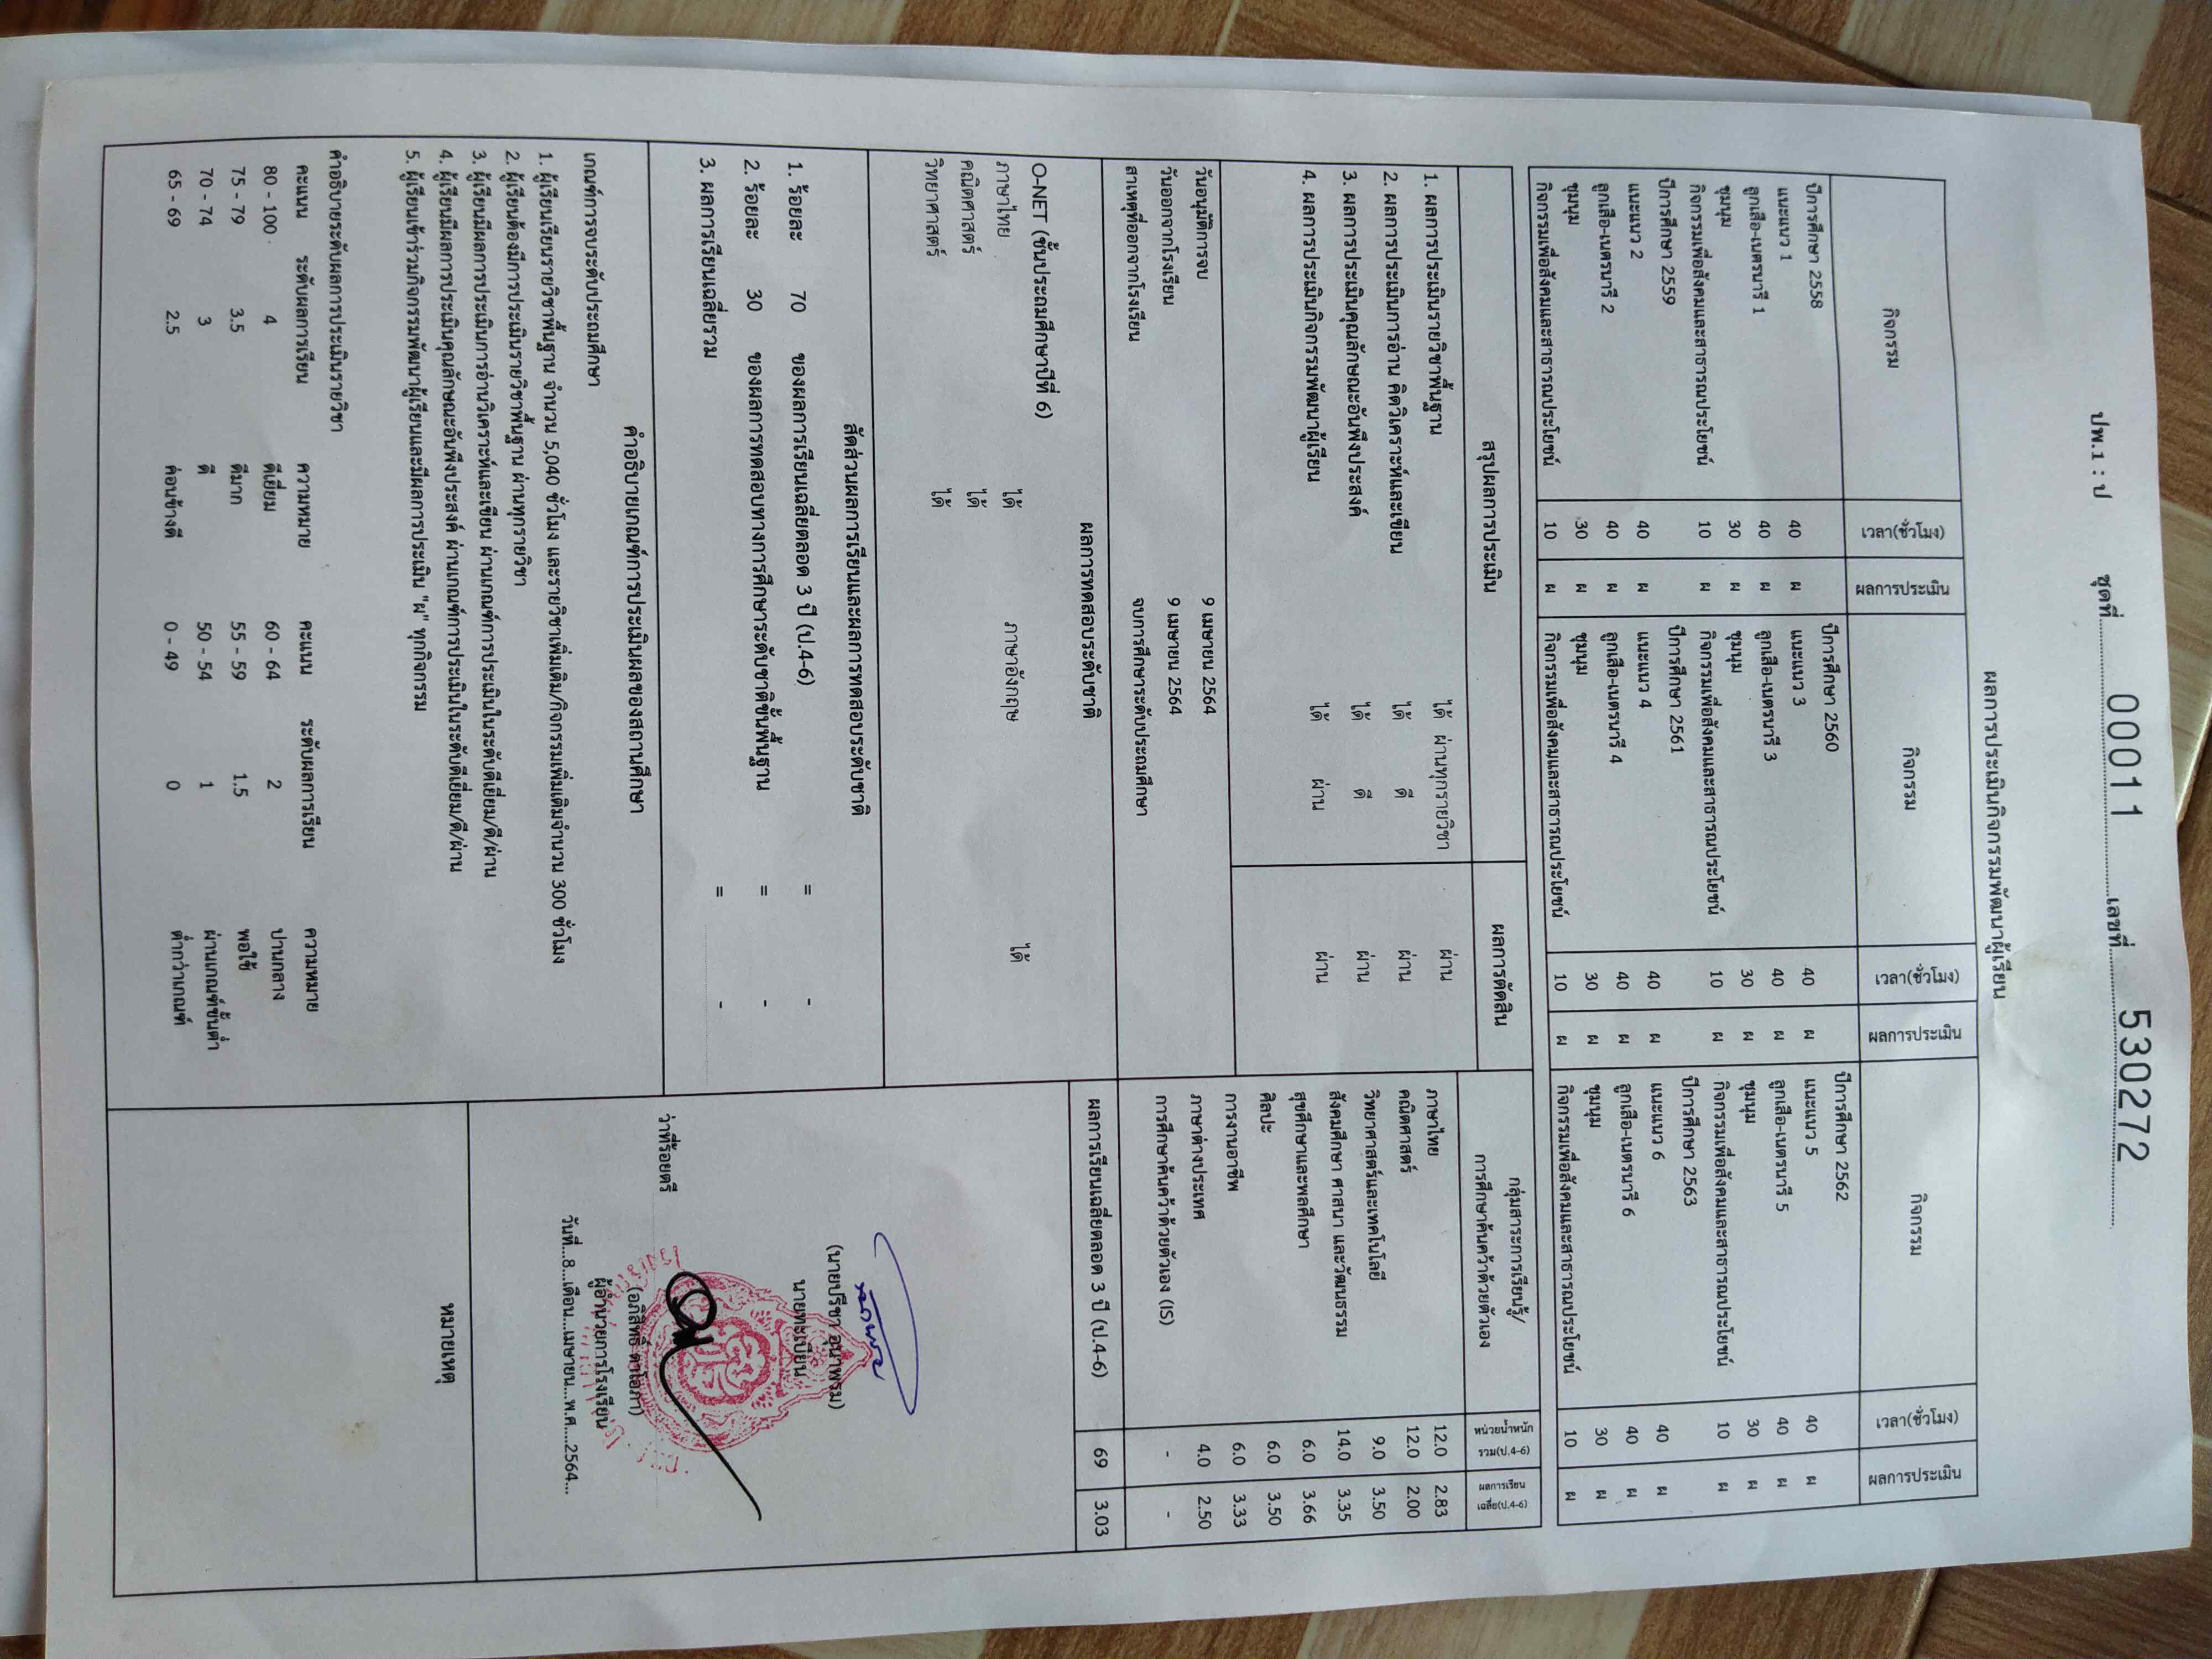 ปพ.1 : ป ชุดที่ 00011 เลขที่ 530272
ผลการประเมินกิจกรรมพัฒนาผู้เรียน
กิจกรรม เวลา(ชั่วโมง) ผลการประเมิน กิจกรรม เวลา(ชั่วโมง) ผลการประเมิน กิจกรรม เวลา(ชั่วโมง) ผลการประเมิน
ปีการศึกษา 2558 ปีการศึกษา 2560 ปีการศึกษา 2562
แนะแนว 1 40 ผ แนะแนว 3 40 ผ แนะแนว 5 40 ผ
ลูกเสือ-เนตรนารี 1 40 ผ ลูกเสือ-เนตรนารี 3 40 ผ ลูกเสือ-เนตรนารี 5 40 ผ
ชุมนุม 30 ผ ชุมนุม 30 ผ ชุมนุม 30 ผ
กิจกรรมเพื่อสังคมและสาธารณประโยชน์ 10 ผ กิจกรรมเพื่อสังคมและสาธารณประโยชน์ 10 ผ กิจกรรมเพื่อสังคมและสาธารณประโยชน์ 10 ผ
ปีการศึกษา 2559 ปีการศึกษา 2561 ปีการศึกษา 2563
แนะแนว 2 40 ผ แนะแนว 4 40 ผ แนะแนว 6 40 ผ
ลูกเสือ-เนตรนารี 2 40 ผ ลูกเสือ-เนตรนารี 4 40 ผ ลูกเสือ-เนตรนารี 6 40 ผ
ชุมนุม 30 ผ ชุมนุม 30 ผ ชุมนุม 30 ผ
กิจกรรมเพื่อสังคมและสาธารณประโยชน์ 10 ผ กิจกรรมเพื่อสังคมและสาธารณประโยชน์ 10 ผ กิจกรรมเพื่อสังคมและสาธารณประโยชน์ 10 ผ
สรุปผลการประเมิน ผลการตัดสิน
1. ผลการประเมินรายวิชาพื้นฐาน ได้ ผ่านทุกรายวิชา ผ่าน
2. ผลการประเมินการอ่าน คิดวิเคราะห์และเขียน ได้ ดี ผ่าน
3. ผลการประเมินคุณลักษณะอันพึงประสงค์ ได้ ดี ผ่าน
4. ผลการประเมินกิจกรรมพัฒนาผู้เรียน ได้ ผ่าน ผ่าน
วันอนุมัติการจบ 9 เมษายน 2564
วันออกจากโรงเรียน 9 เมษายน 2564
สาเหตุที่ออกจากโรงเรียน จบการศึกษาระดับประถมศึกษา
ผลการทดสอบระดับชาติ
O-NET (ชั้นประถมศึกษาปีที่ 6)
ภาษาไทย ได้ ภาษาอังกฤษ ได้
คณิตศาสตร์ ได้
วิทยาศาสตร์ ได้
สัดส่วนผลการเรียนและผลการทดสอบระดับชาติ
1. ร้อยละ 70 ของผลการเรียนเฉลี่ยตลอด 3 ปี (ป.4-6) = -
2. ร้อยละ 30 ของผลการทดสอบทางการศึกษาระดับชาติขั้นพื้นฐาน = -
3. ผลการเรียนเฉลี่ยรวม = -
คำอธิบายเกณฑ์การประเมินผลของสถานศึกษา
เกณฑ์การจบระดับประถมศึกษา
1. ผู้เรียนเรียนรายวิชาพื้นฐาน จำนวน 5,040 ชั่วโมง และรายวิชาเพิ่มเติม/กิจกรรมเพิ่มเติมจำนวน 300 ชั่วโมง
2. ผู้เรียนต้องมีการประเมินรายวิชาพื้นฐาน ผ่านทุกรายวิชา
3. ผู้เรียนมีผลการประเมินการอ่านวิเคราะห์และเขียน ผ่านเกณฑ์การประเมินในระดับดีเยี่ยม/ดี/ผ่าน
4. ผู้เรียนมีผลการประเมินคุณลักษณะอันพึงประสงค์ ผ่านเกณฑ์การประเมินในระดับดีเยี่ยม/ดี/ผ่าน
5. ผู้เรียนเข้าร่วมกิจกรรมพัฒนาผู้เรียนและมีผลการประเมิน "ผ" ทุกกิจกรรม
คำอธิบายระดับผลการประเมินรายวิชา
คะแนน ระดับผลการเรียน ความหมาย คะแนน ระดับผลการเรียน ความหมาย
80 - 100 4 ดีเยี่ยม 60 - 64 2 ปานกลาง
75 - 79 3.5 ดีมาก 55 - 59 1.5 พอใช้
70 - 74 3 ดี 50 - 54 1 ผ่านเกณฑ์ขั้นต่ำ
65 - 69 2.5 ค่อนข้างดี 0 - 49 0 ต่ำกว่าเกณฑ์
กลุ่มสาระการเรียนรู้/ หน่วยน้ำหนัก ผลการเรียน
การศึกษาค้นคว้าด้วยตัวเอง รวม(ป.4-6) เฉลี่ย(ป.4-6)
ภาษาไทย 12.0 2.83
คณิตศาสตร์ 12.0 2.00
วิทยาศาสตร์และเทคโนโลยี 9.0 3.50
สังคมศึกษา ศาสนา และวัฒนธรรม 14.0 3.35
สุขศึกษาและพลศึกษา 6.0 3.66
ศิลปะ 6.0 3.50
การงานอาชีพ 6.0 3.33
ภาษาต่างประเทศ 4.0 2.50
การศึกษาค้นคว้าด้วยตัวเอง (IS) - -
ผลการเรียนเฉลี่ยตลอด 3 ปี (ป.4-6) 69 3.03
(นายปรีชา อุนาพรม)
นายทะเบียน
ว่าที่ร้อยตรี
ผู้อำนวยการโรงเรียน
วันที่...8...เดือน...เมษายน...พ.ศ....2564...
หมายเหตุ